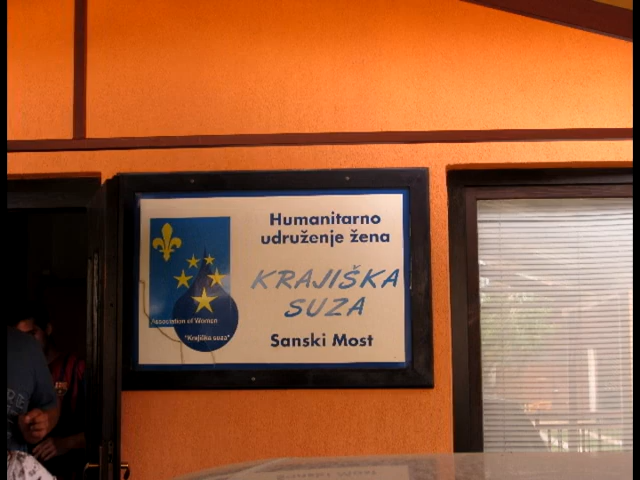 Humanitarno
udruženje žena
KRAJIŠKA
SUZA
Sanski Most
Association of Women
"Krajiška suza"